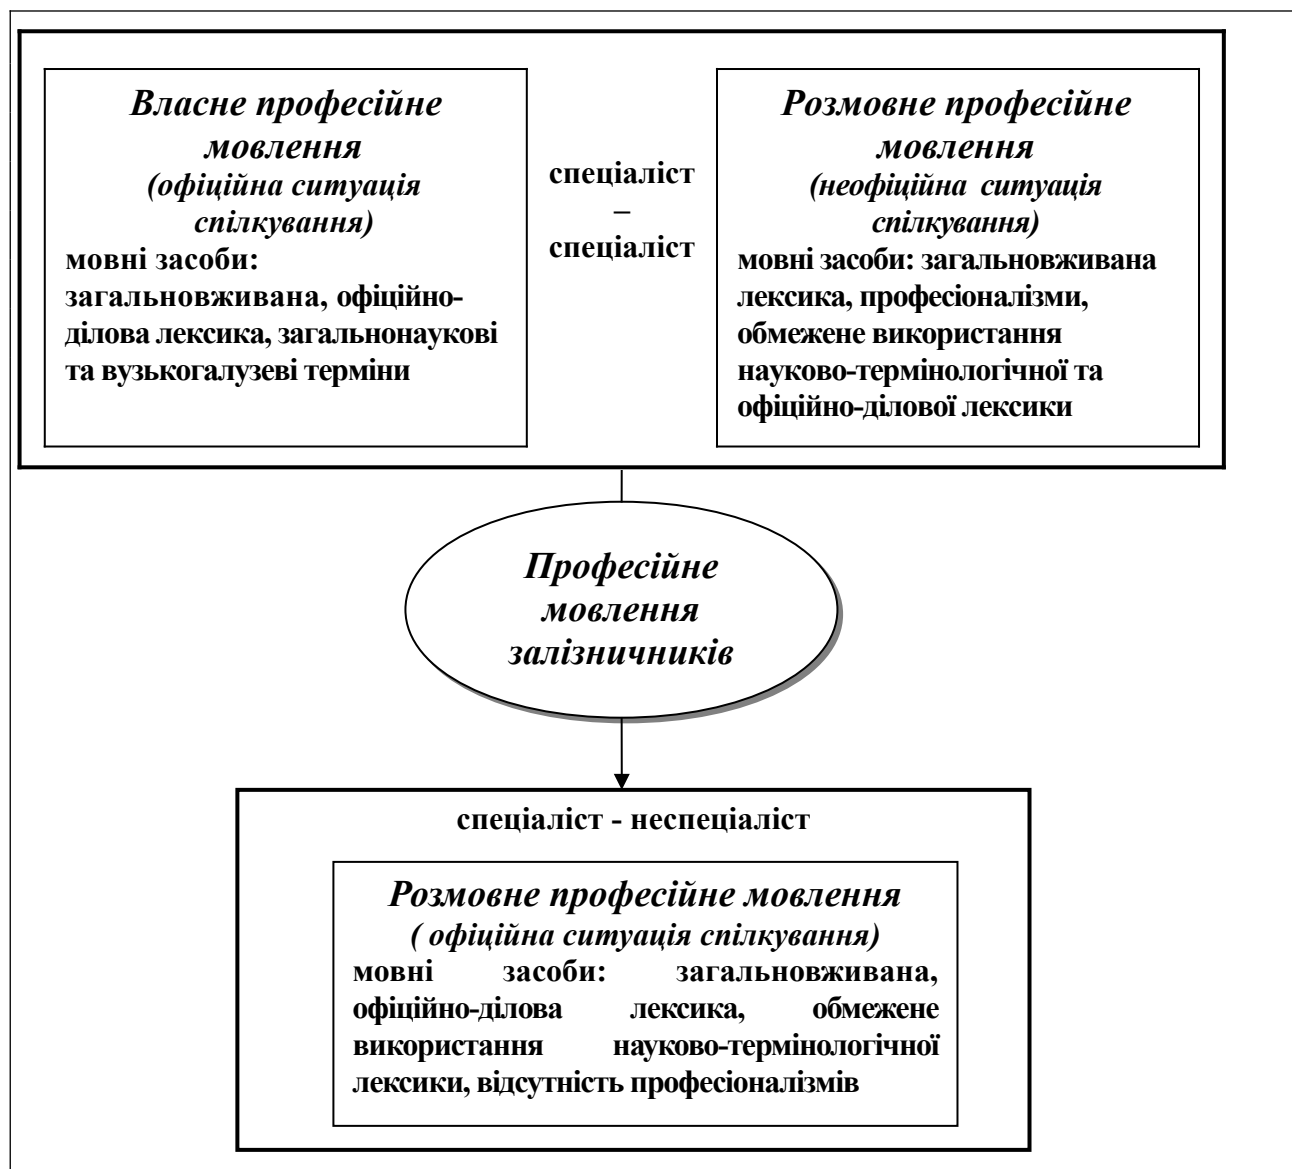 Власне професійне
мовлення
(офіційна ситуація
спілкування)
мовні засоби:
загальновживана, офіційно-
ділова лексика, загальнонаукові
та вузькогалузеві терміни
спеціаліст
–
спеціаліст
Розмовне професійне
мовлення
(неофіційна ситуація
спілкування)
мовні засоби: загальновживана
лексика, професіоналізми,
обмежене використання
науково-термінологічної та
офіційно-ділової лексики
Професійне
мовлення
залізничників
спеціаліст - неспеціаліст
Розмовне професійне мовлення
( офіційна ситуація спілкування)
мовні засоби: загальновживана,
офіційно-ділова лексика, обмежене
використання науково-термінологічної
лексики, відсутність професіоналізмів